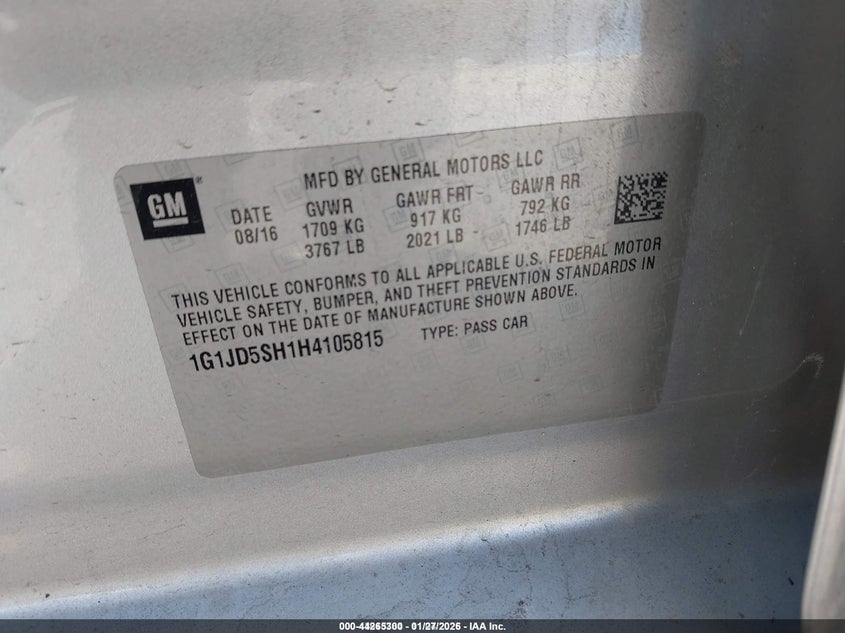 GM
MFD BY GENERAL MOTORS LLC
DATE GVWR GAWR FRT GAWR RR
08/16 1709 KG 917 KG 792 KG
3767 LB 2021 LB 1746 LB
THIS VEHICLE CONFORMS TO ALL APPLICABLE U.S. FEDERAL MOTOR
VEHICLE SAFETY, BUMPER, AND THEFT PREVENTION STANDARDS IN
EFFECT ON THE DATE OF MANUFACTURE SHOWN ABOVE.
1G1JD5SH1H4105815 TYPE: PASS CAR
01/27/2026 - IAA Inc.